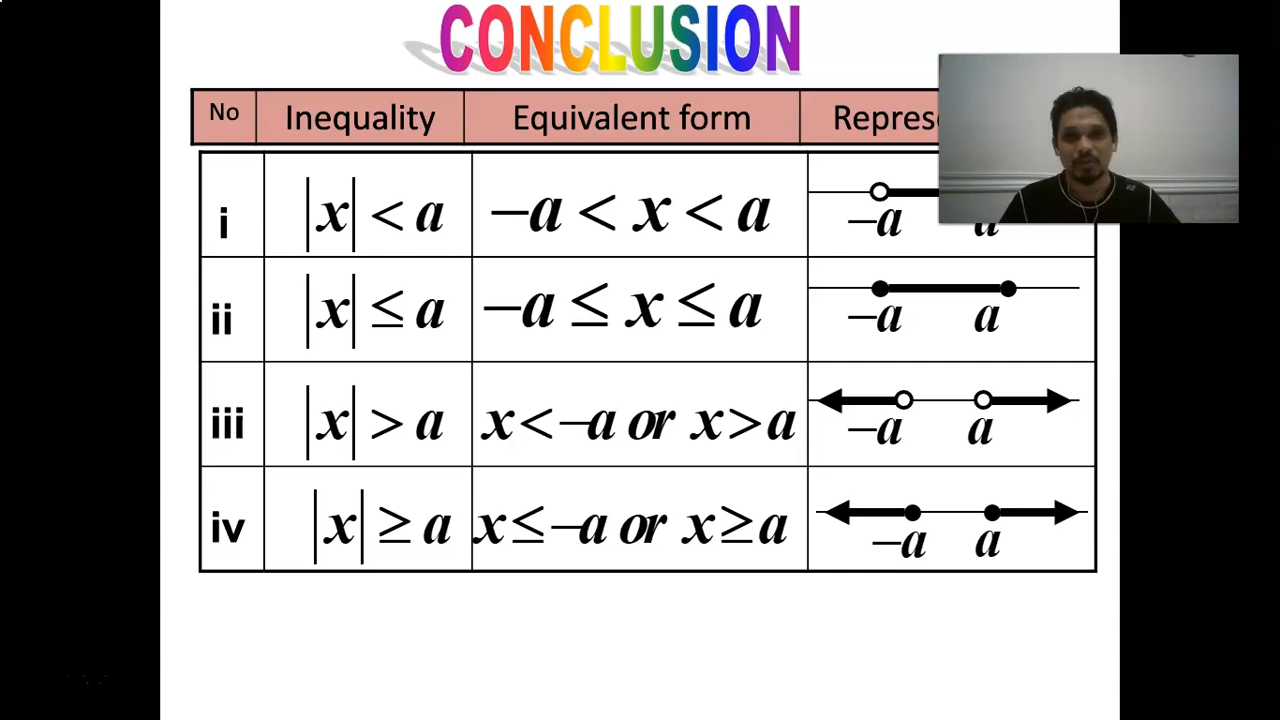 CONCLUSION
No Inequality Equivalent form Repres
i |x| < a −a < x < a −a a
ii |x| ≤ a −a ≤ x ≤ a −a a
iii |x| > a x < −a or x > a −a a
iv |x| ≥ a x ≤ −a or x ≥ a −a a